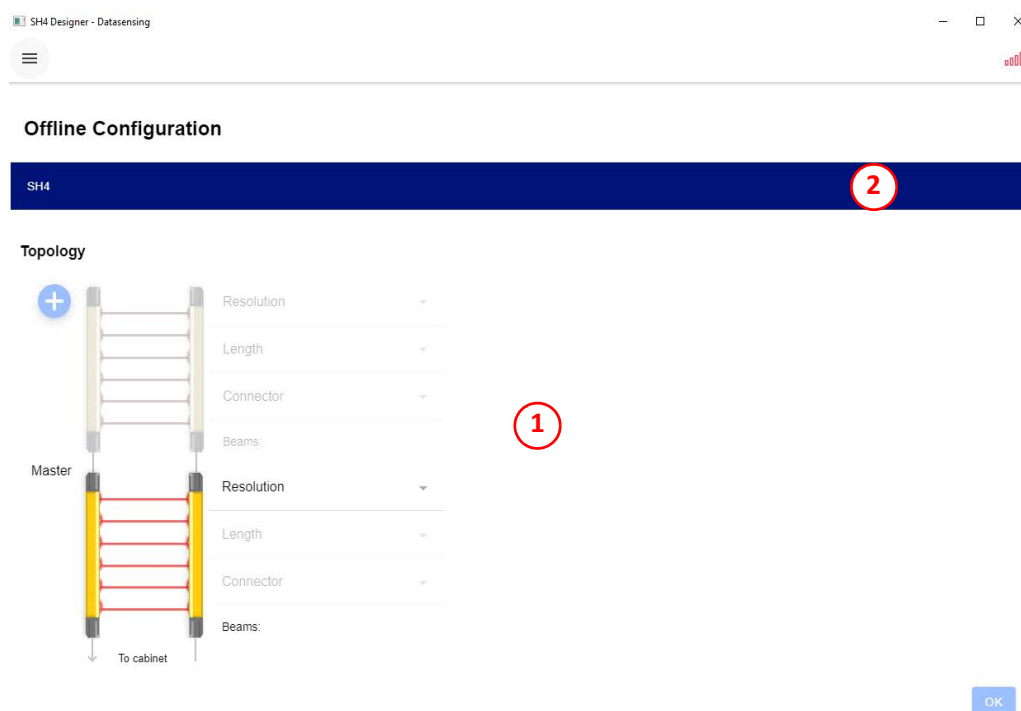 SH4 Designer - Datasensing
Offline Configuration
SH4
2
Topology
Resolution
Length
Connector
1
Beams:
Master
Resolution
Length
Connector
Beams:
To cabinet
OK